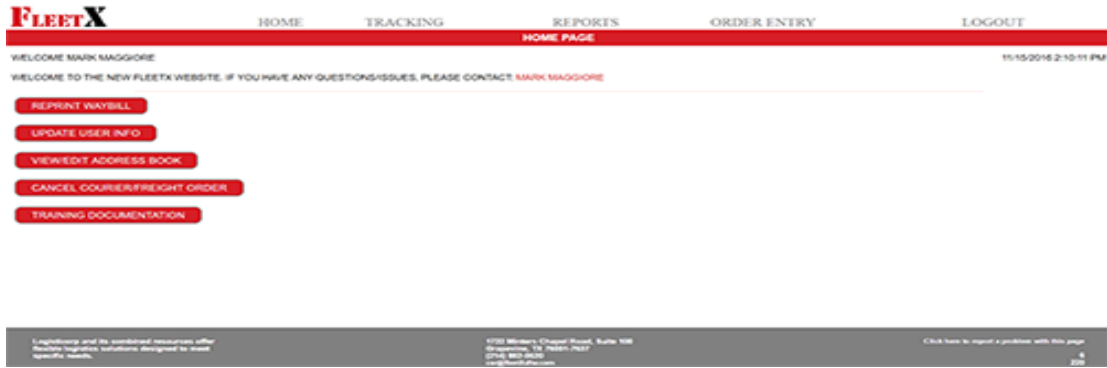 FLEETX
HOME TRACKING REPORTS ORDER ENTRY LOGOUT
HOME PAGE
WELCOME MARK MAGGIORE 11/15/2016 2:10:11 PM
WELCOME TO THE NEW FLEETX WEBSITE. IF YOU HAVE ANY QUESTIONS/ISSUES, PLEASE CONTACT: MARK MAGGIORE
REPRINT WAYBILL
UPDATE USER INFO
VIEW/EDIT ADDRESS BOOK
CANCEL COURIER/FREIGHT ORDER
TRAINING DOCUMENTATION
Logisticorp and its combined resources offer
flexible logistics solutions designed to meet
specific needs.
1722 Minters Chapel Road, Suite 100
Grapevine, TX
(214)
Click here to report a problem with this page